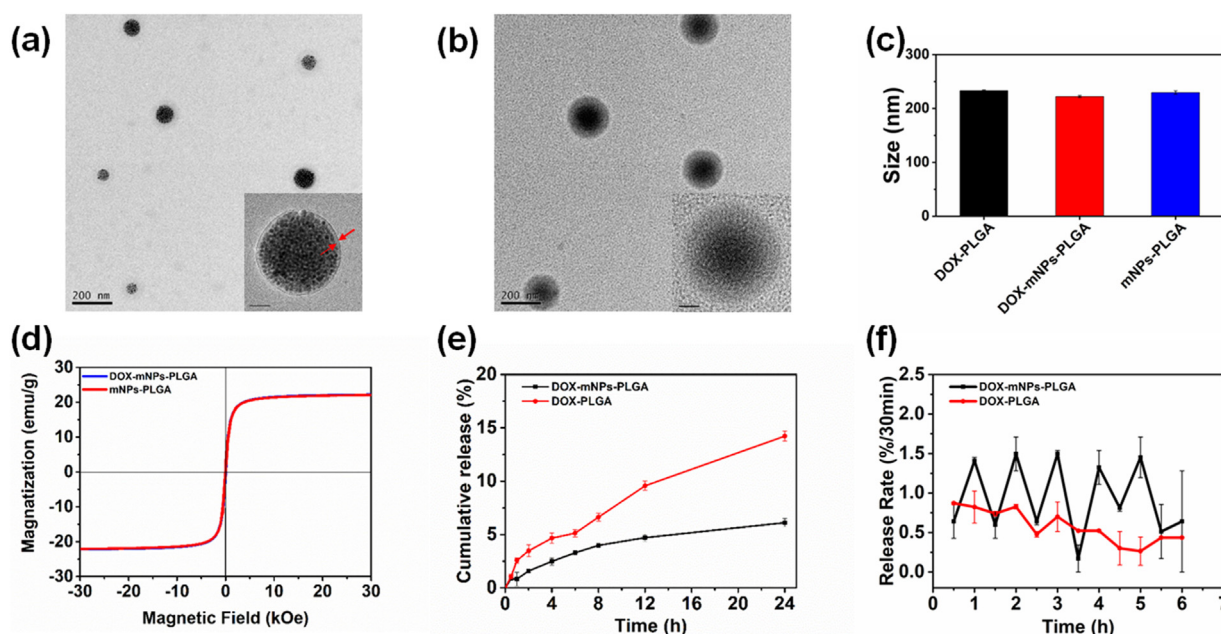 (a)
200 nm
(b)
200 nm
(c)
Size (nm)
300
200
100
0
DOX-PLGA
DOX-mNPs-PLGA
mNPs-PLGA
(d)
DOX-mNPs-PLGA
mNPs-PLGA
Magnatization (emu/g)
30
20
10
0
-10
-20
-30
-30 -20 -10 0 10 20 30
Magnetic Field (kOe)
(e)
DOX-mNPs-PLGA
DOX-PLGA
Cumulative release (%)
20
15
10
5
0
0 4 8 12 16 20 24
Time (h)
(f)
DOX-mNPs-PLGA
DOX-PLGA
Release Rate (%/30min)
2.5
2.0
1.5
1.0
0.5
0.0
0 1 2 3 4 5 6 7
Time (h)